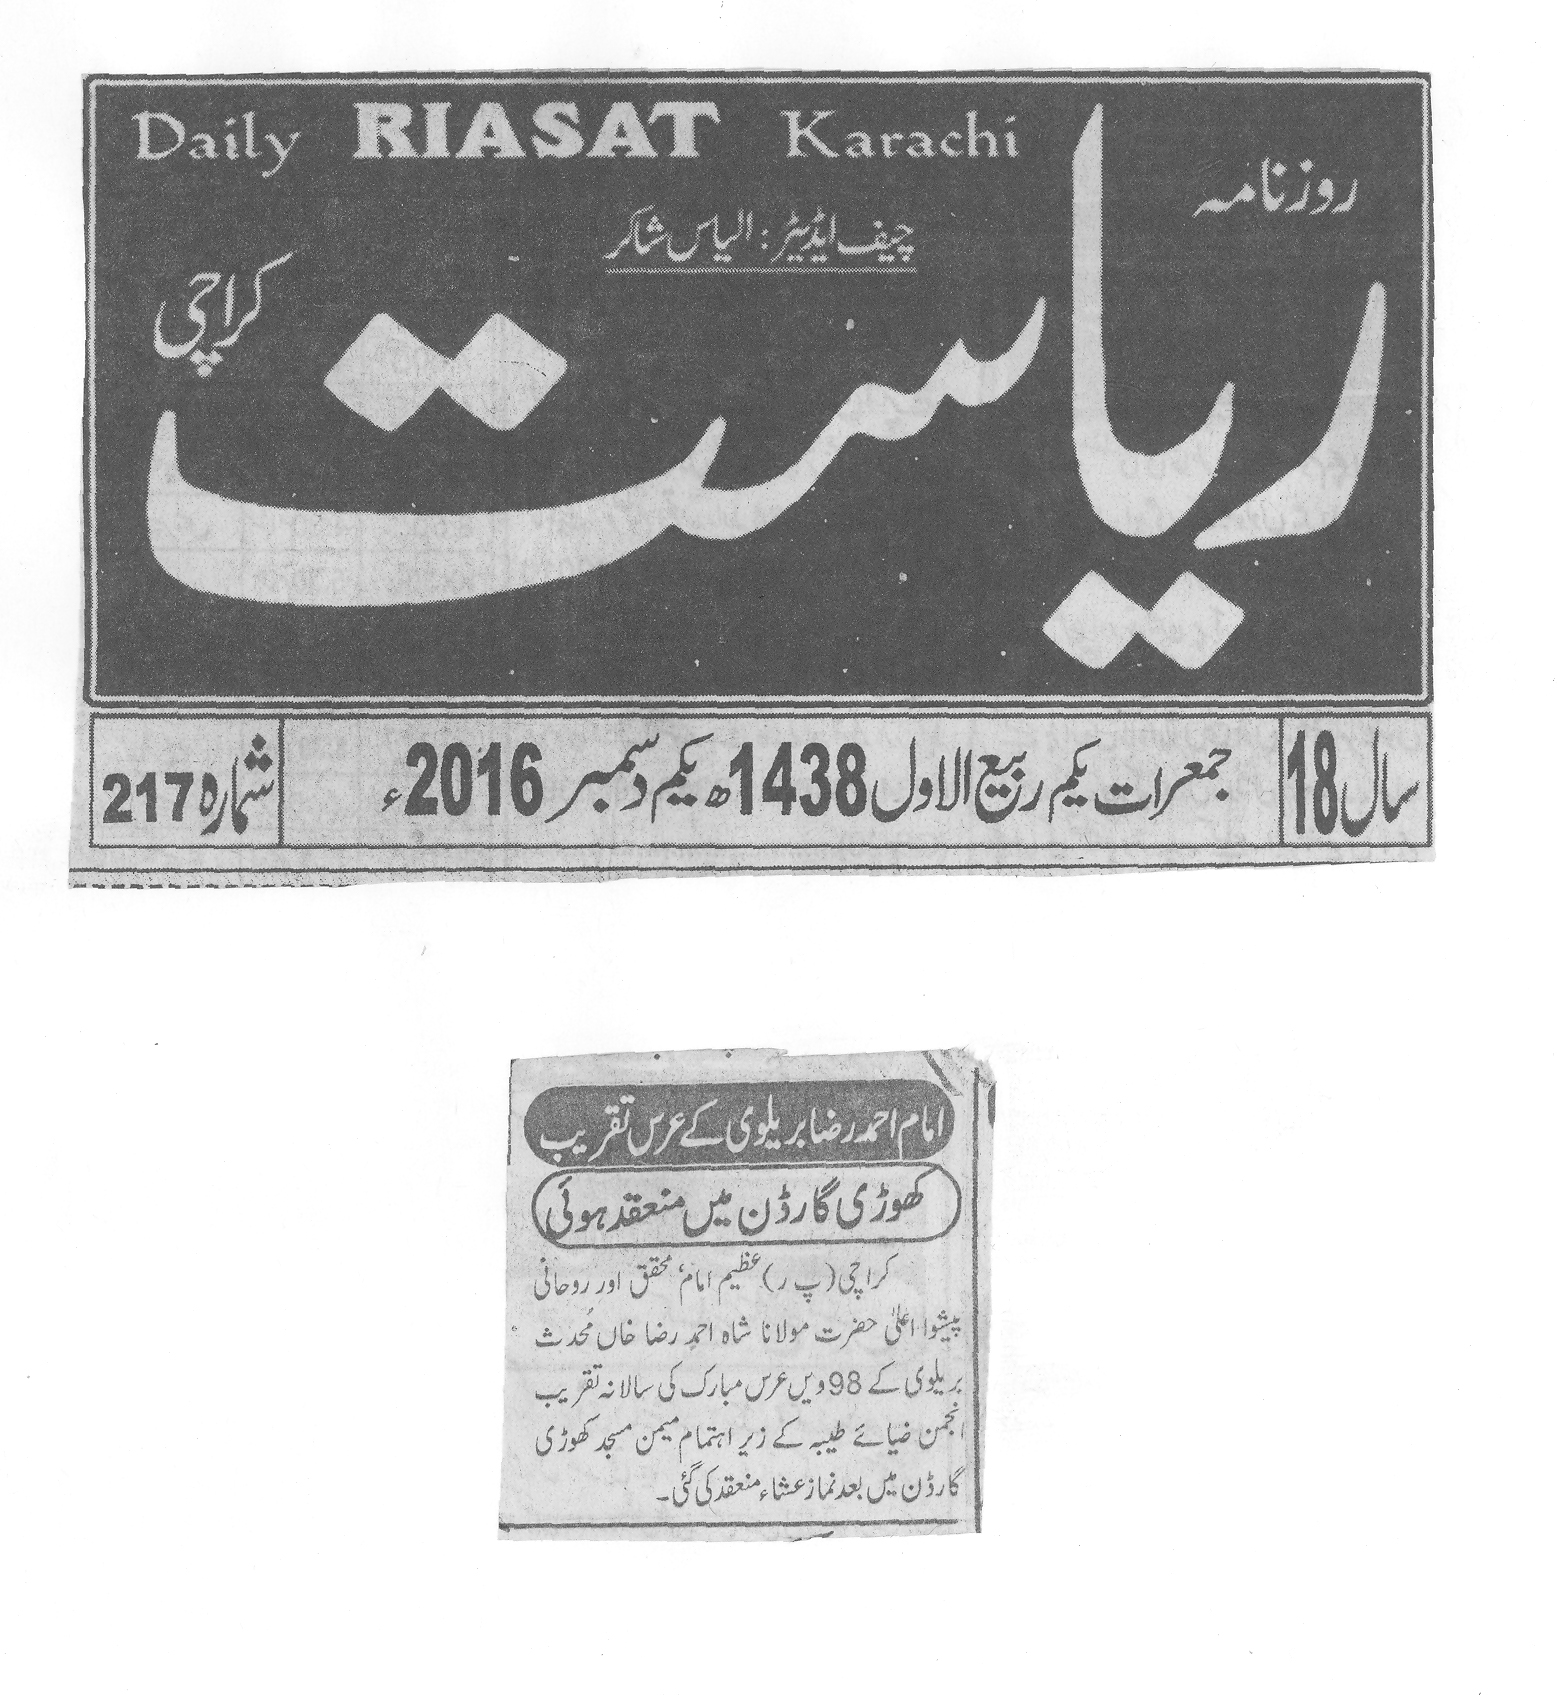 Daily RIASAT Karachi
روزنامہ
چیف ایڈیٹر : الیاس شاکر
ریاست
کراچی
سال 18
جمعرات یکم ربیع الاول 1438ھ یکم دسمبر 2016ء
شمارہ 217
امام احمد رضا بریلوی کے عرس تقریب
کھوڑی گارڈن میں منعقد ہوئی
کراچی (پ ر) عظیم امام، محقق اور روحانی
پیشوا اعلیٰ حضرت مولانا شاہ احمد رضا خاں مُحدث
بریلوی کے 98 ویں عرس مبارک کی سالانہ تقریب
انجمن ضیائے طیبہ کے زیر اہتمام میمن مسجد کھوڑی
گارڈن میں بعد نماز عشاء منعقد کی گئی۔